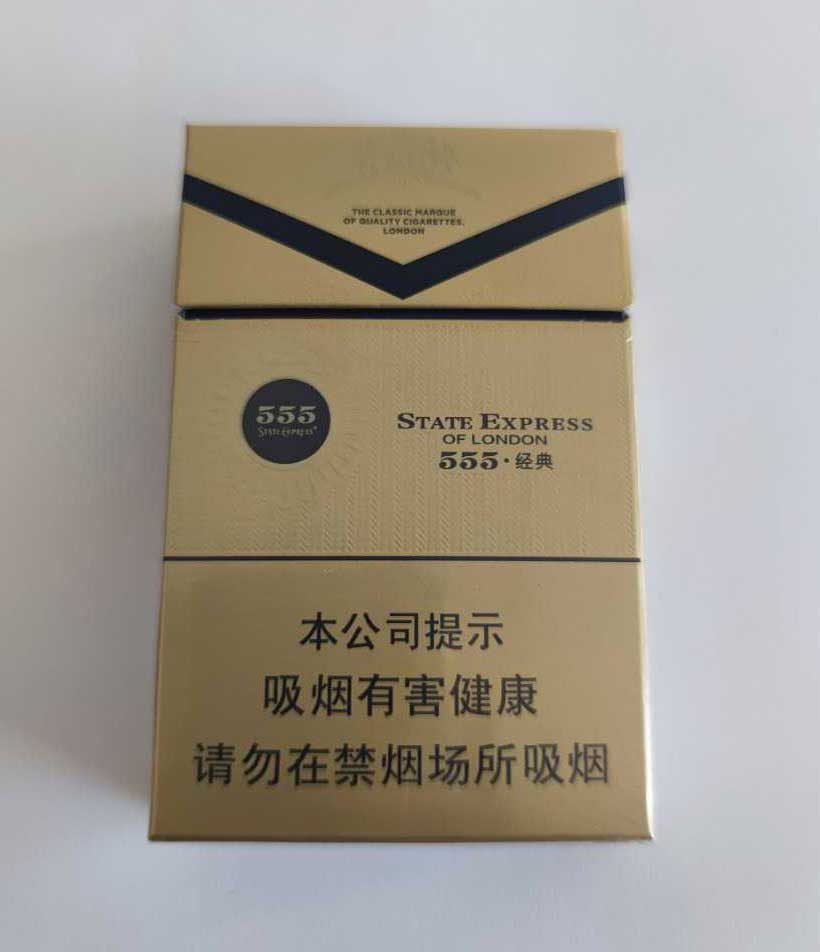 THE CLASSIC MARQUE
OF QUALITY CIGARETTES.
LONDON
555
STATE EXPRESS
STATE EXPRESS
OF LONDON
555·经典
本公司提示
吸烟有害健康
请勿在禁烟场所吸烟